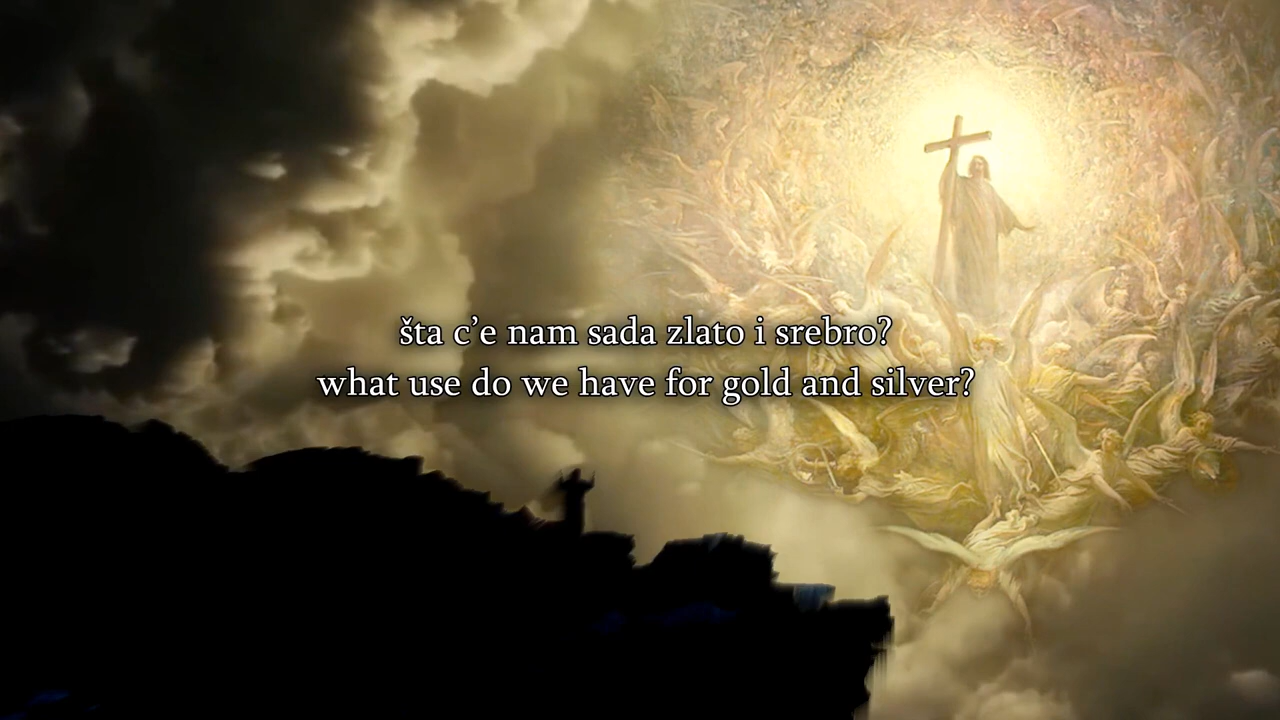 šta c’e nam sada zlato i srebro?
what use do we have for gold and silver?